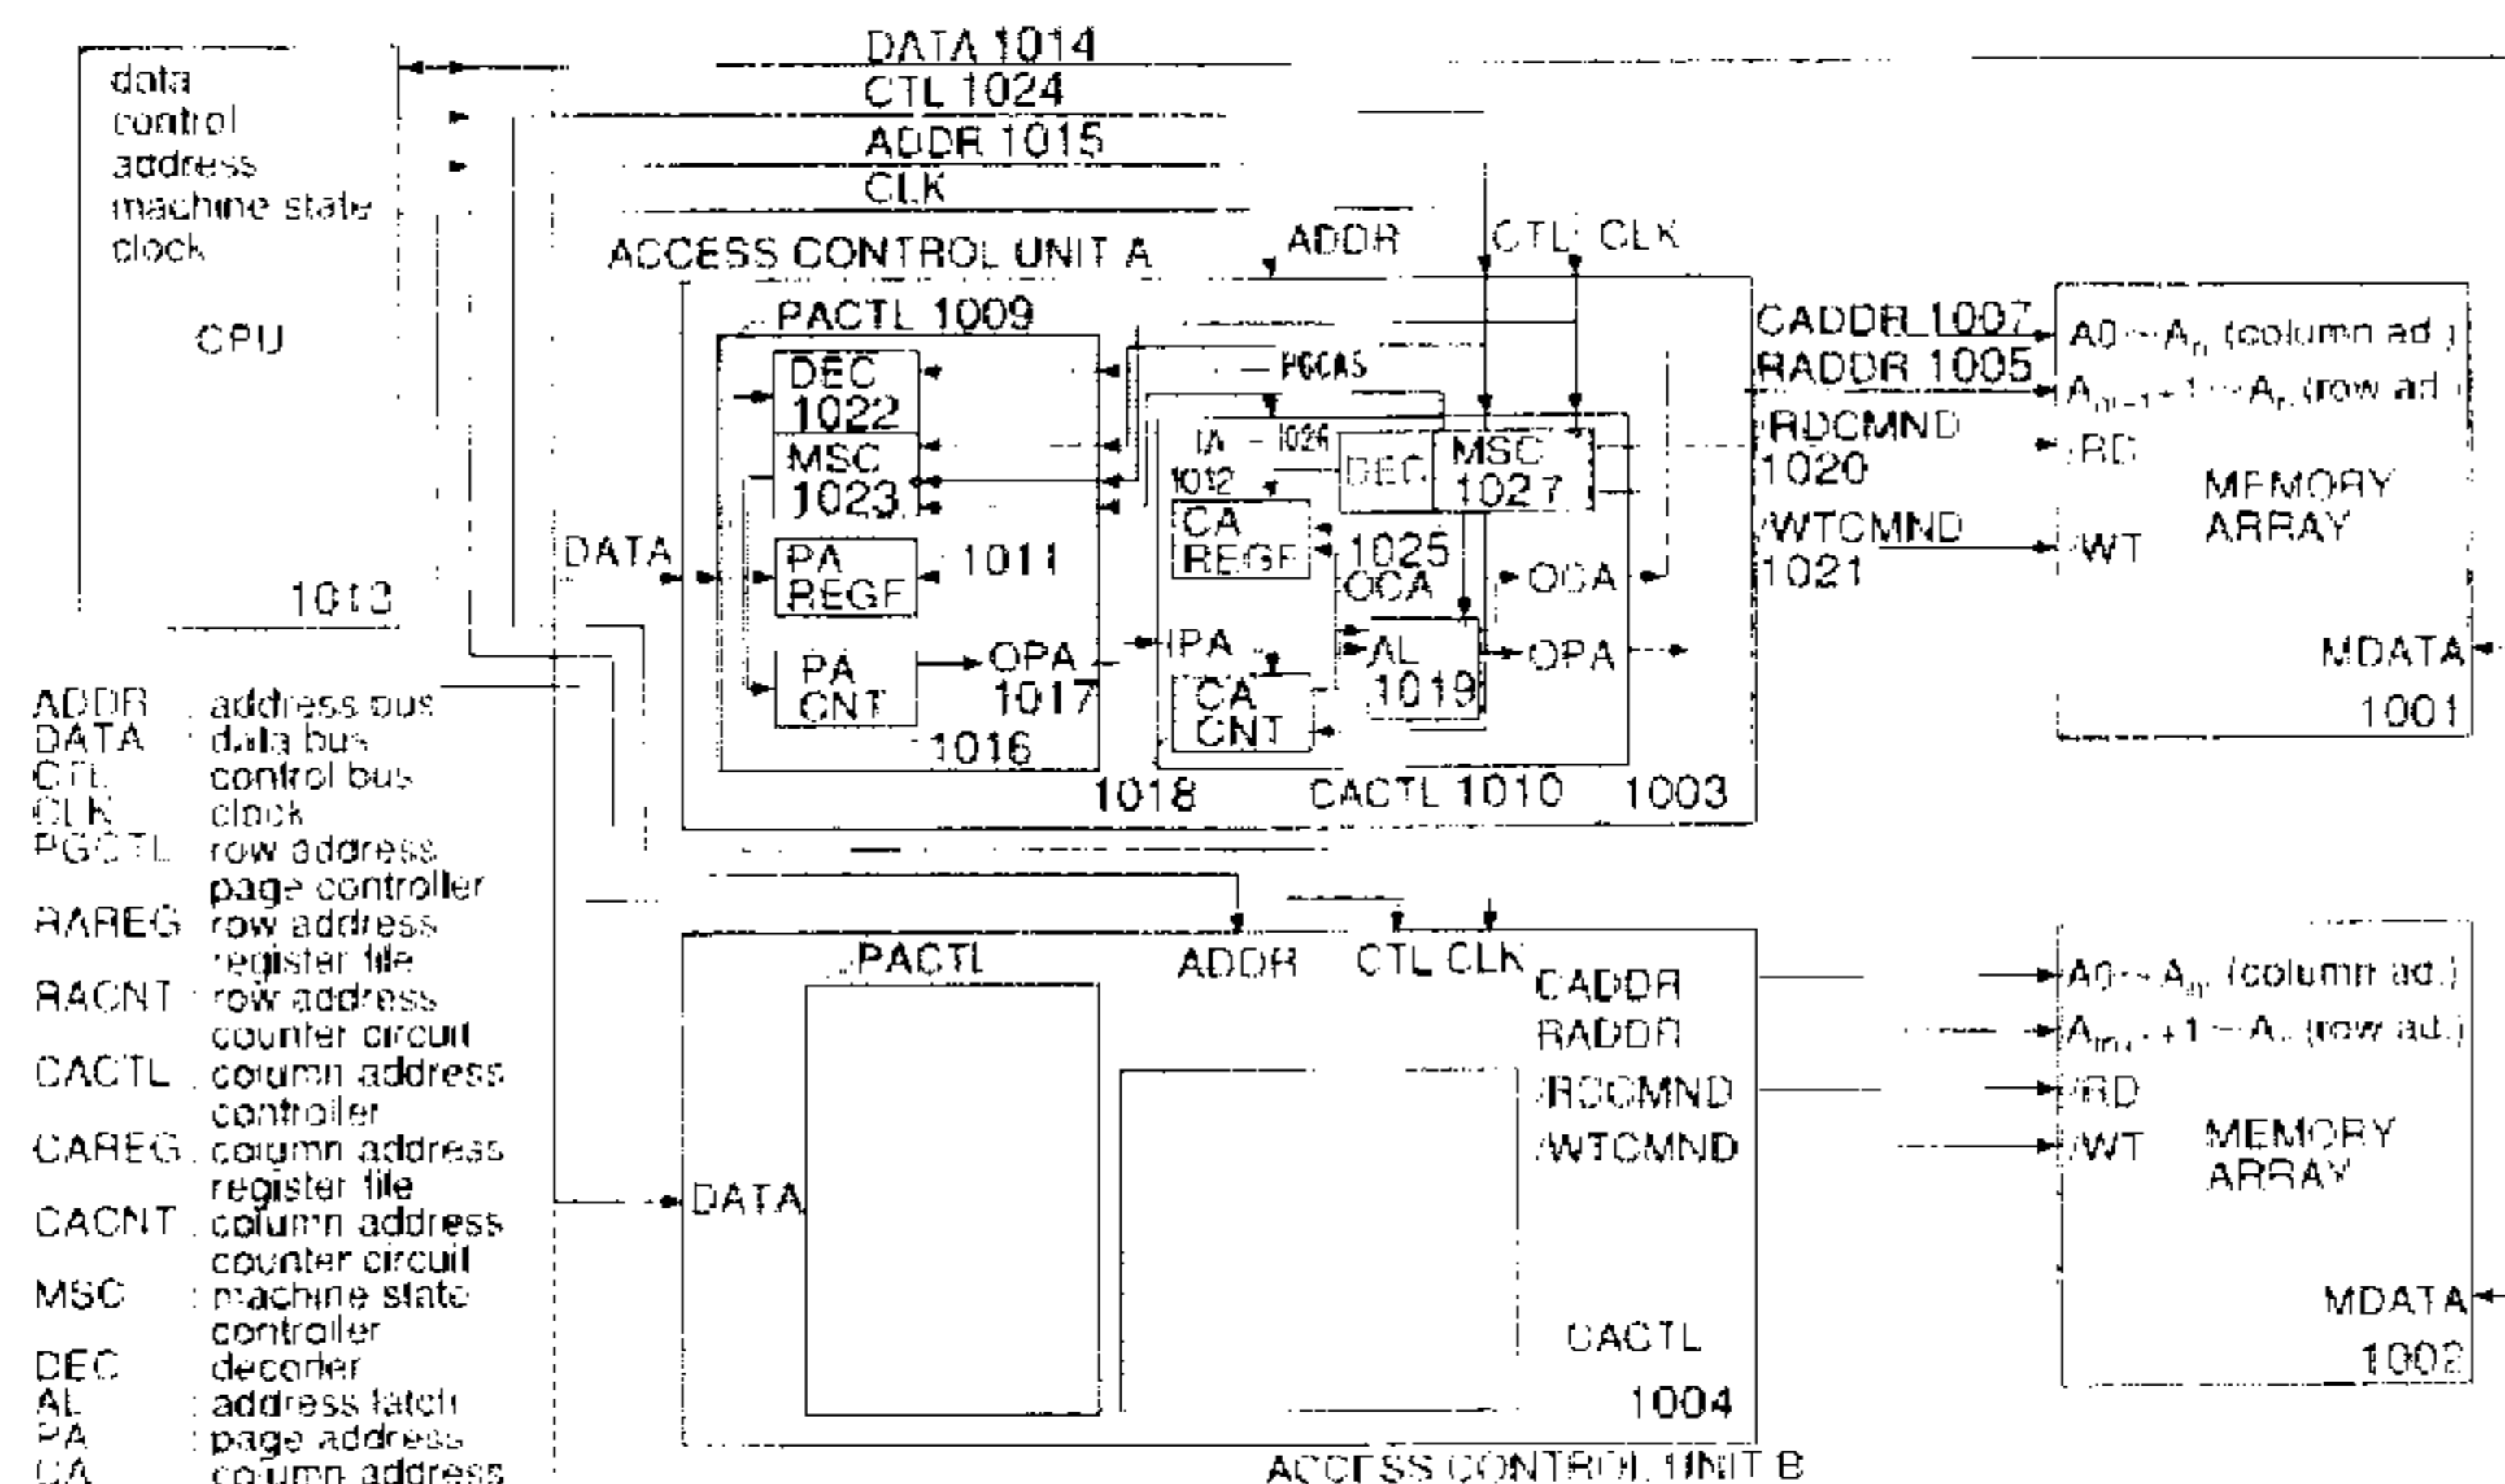 data
control
address
machine state
clock
CPU
DATA 1014
CTL 1024
ADDR 1015
CLK
ACCESS CONTROL UNIT A
ADDR
CTL CLK
PACTL 1009
DEC
1022
MSC
1023
PA
REGF
1011
PA
CNT
OPA
1017
1016
1018
DATA
1012
DEC
MSC
1027
CA
REGF
1025
OCA
OCA
IPA
AL
1019
OPA
CA
CNT
CACTL 1010
1003
CADDR 1007
RADDR 1005
/RDCMND
1020
/WTCMND
1021
(column ad.)
(row ad.)
/RD
/WT
MEMORY
ARRAY
MDATA
1001
ADDR : address bus
DATA : data bus
CTL control bus
CLK clock
PGCTL row address
page controller
RAREG row address
register file
RACNT : row address
counter circuit
CACTL : column address
controller
CAREG : column address
register file
CACNT : column address
counter circuit
MSC : machine state
controller
DEC decoder
AL : address latch
PA : page address
CA column address
PACTL
ADDR
CTL CLK
CADDR
RADDR
/RDCMND
/WTCMND
DATA
CACTL
1004
ACCESS CONTROL UNIT B
(column ad.)
(row ad.)
/RD
/WT
MEMORY
ARRAY
MDATA
1002